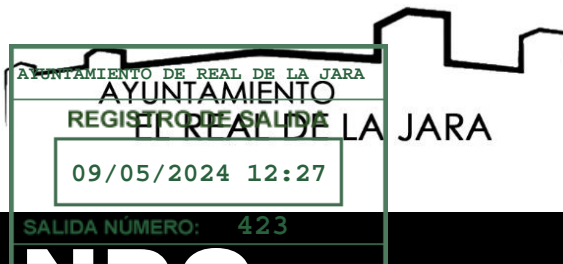 AYUNTAMIENTO DE REAL DE LA JARA
AYUNTAMIENTO
REGISTRO DE SALIDA
EL REAL DE LA JARA
09/05/2024 12:27
SALIDA NÚMERO: 423